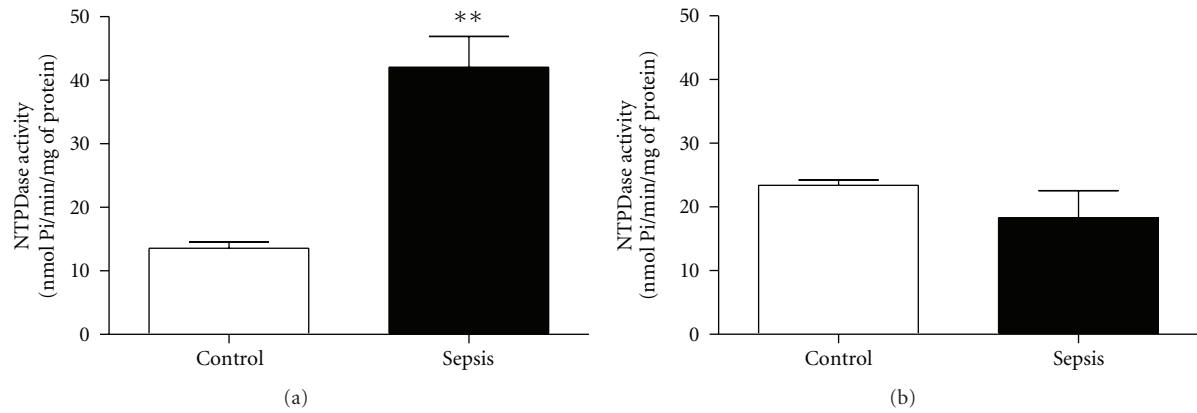 NTPDase activity
(nmol Pi/min/mg of protein)
50
40
30
20
10
0
**
Control
Sepsis
(a)
NTPDase activity
(nmol Pi/min/mg of protein)
50
40
30
20
10
0
Control
Sepsis
(b)